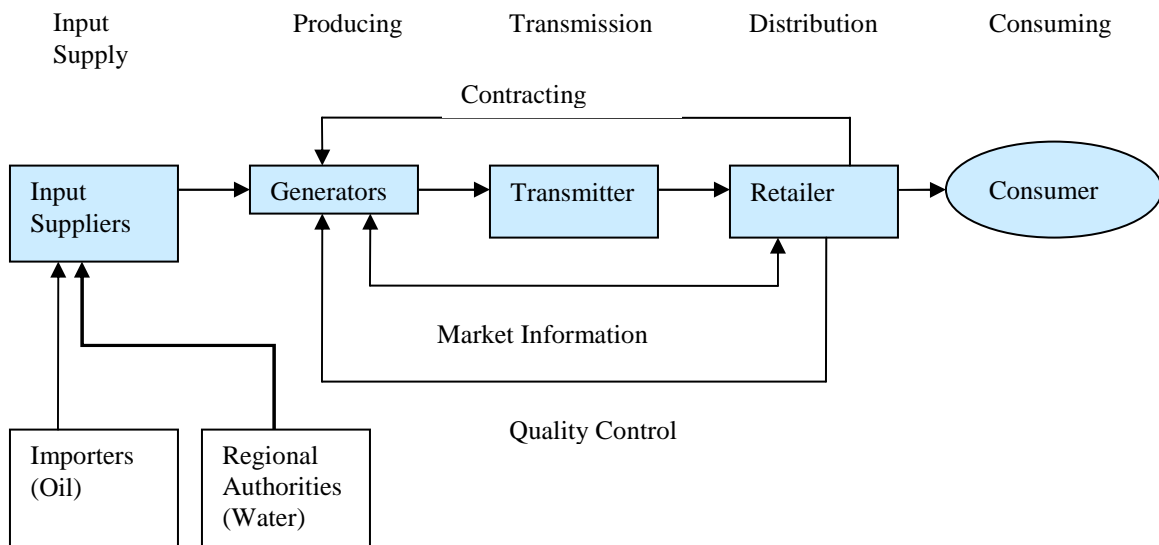 Input
Supply
Producing
Transmission
Distribution
Consuming
Contracting
Input
Suppliers
Generators
Transmitter
Retailer
Consumer
Market Information
Quality Control
Importers
(Oil)
Regional
Authorities
(Water)